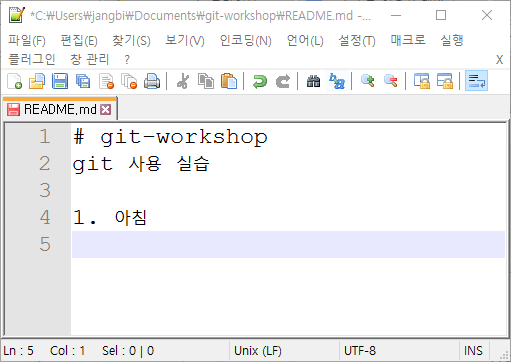 *C:₩Users₩jangbi₩Documents₩git-workshop₩README.md -...
파일(F) 편집(E) 찾기(S) 보기(V) 인코딩(N) 언어(L) 설정(T) 매크로 실행
플러그인 창 관리 ? X
README.md
1 # git-workshop
2 git 사용 실습
3
4 1. 아침
5
Ln : 5 Col : 1 Sel : 0 | 0 Unix (LF) UTF-8 INS